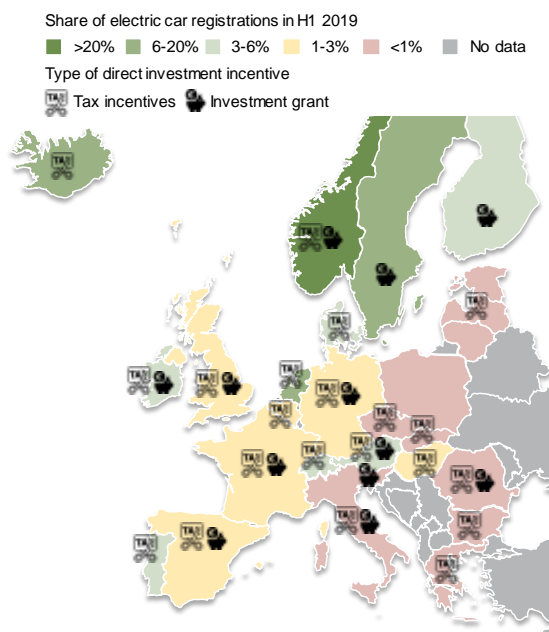 Share of electric car registrations in H1 2019
>20% 6-20% 3-6% 1-3% <1% No data
Type of direct investment incentive
TAX Tax incentives Investment grant